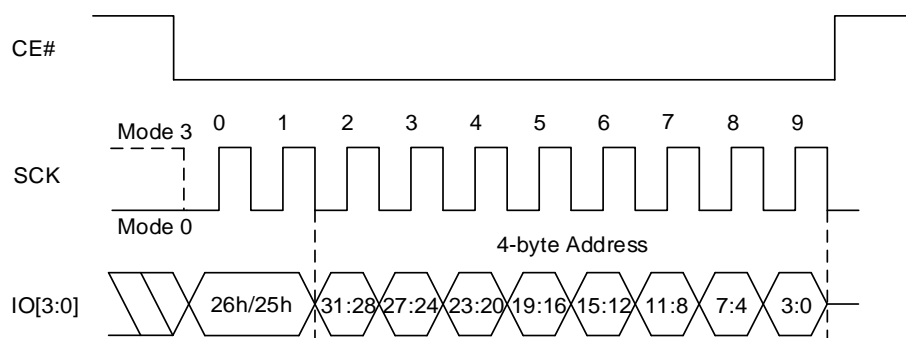 CE#
0 1 2 3 4 5 6 7 8 9
Mode 3
SCK
Mode 0
4-byte Address
IO[3:0] 26h/25h 31:28 27:24 23:20 19:16 15:12 11:8 7:4 3:0